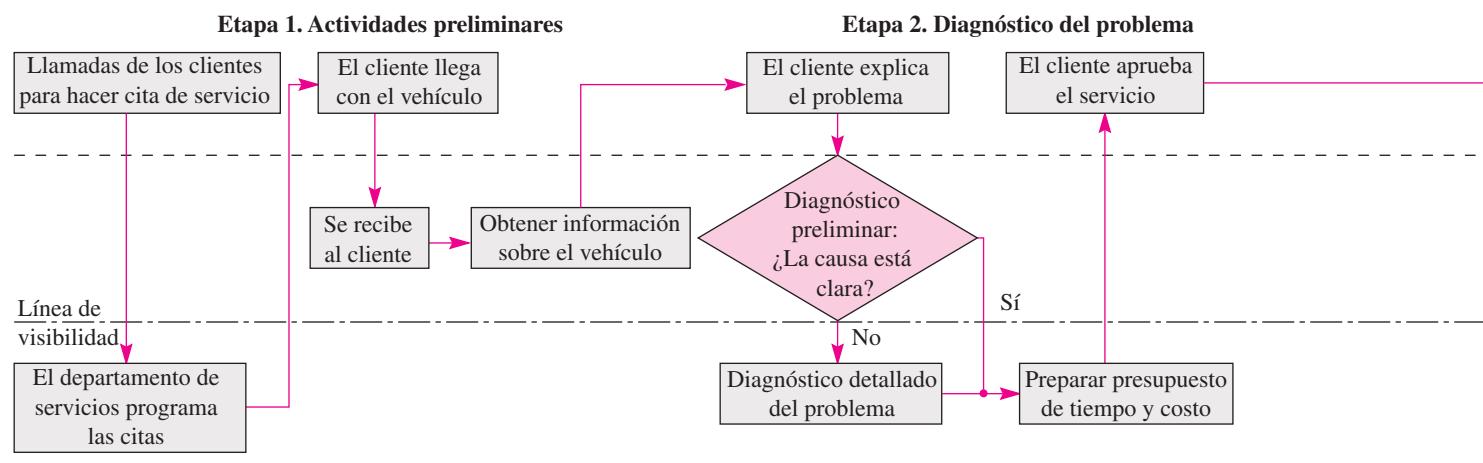 Etapa 1. Actividades preliminares
Llamadas de los clientes
para hacer cita de servicio
El cliente llega
con el vehículo
Se recibe
al cliente
Obtener información
sobre el vehículo
Línea de
visibilidad
El departamento de
servicios programa
las citas
Etapa 2. Diagnóstico del problema
El cliente explica
el problema
El cliente aprueba
el servicio
Diagnóstico
preliminar:
¿La causa está
clara?
Sí
No
Diagnóstico detallado
del problema
Preparar presupuesto
de tiempo y costo